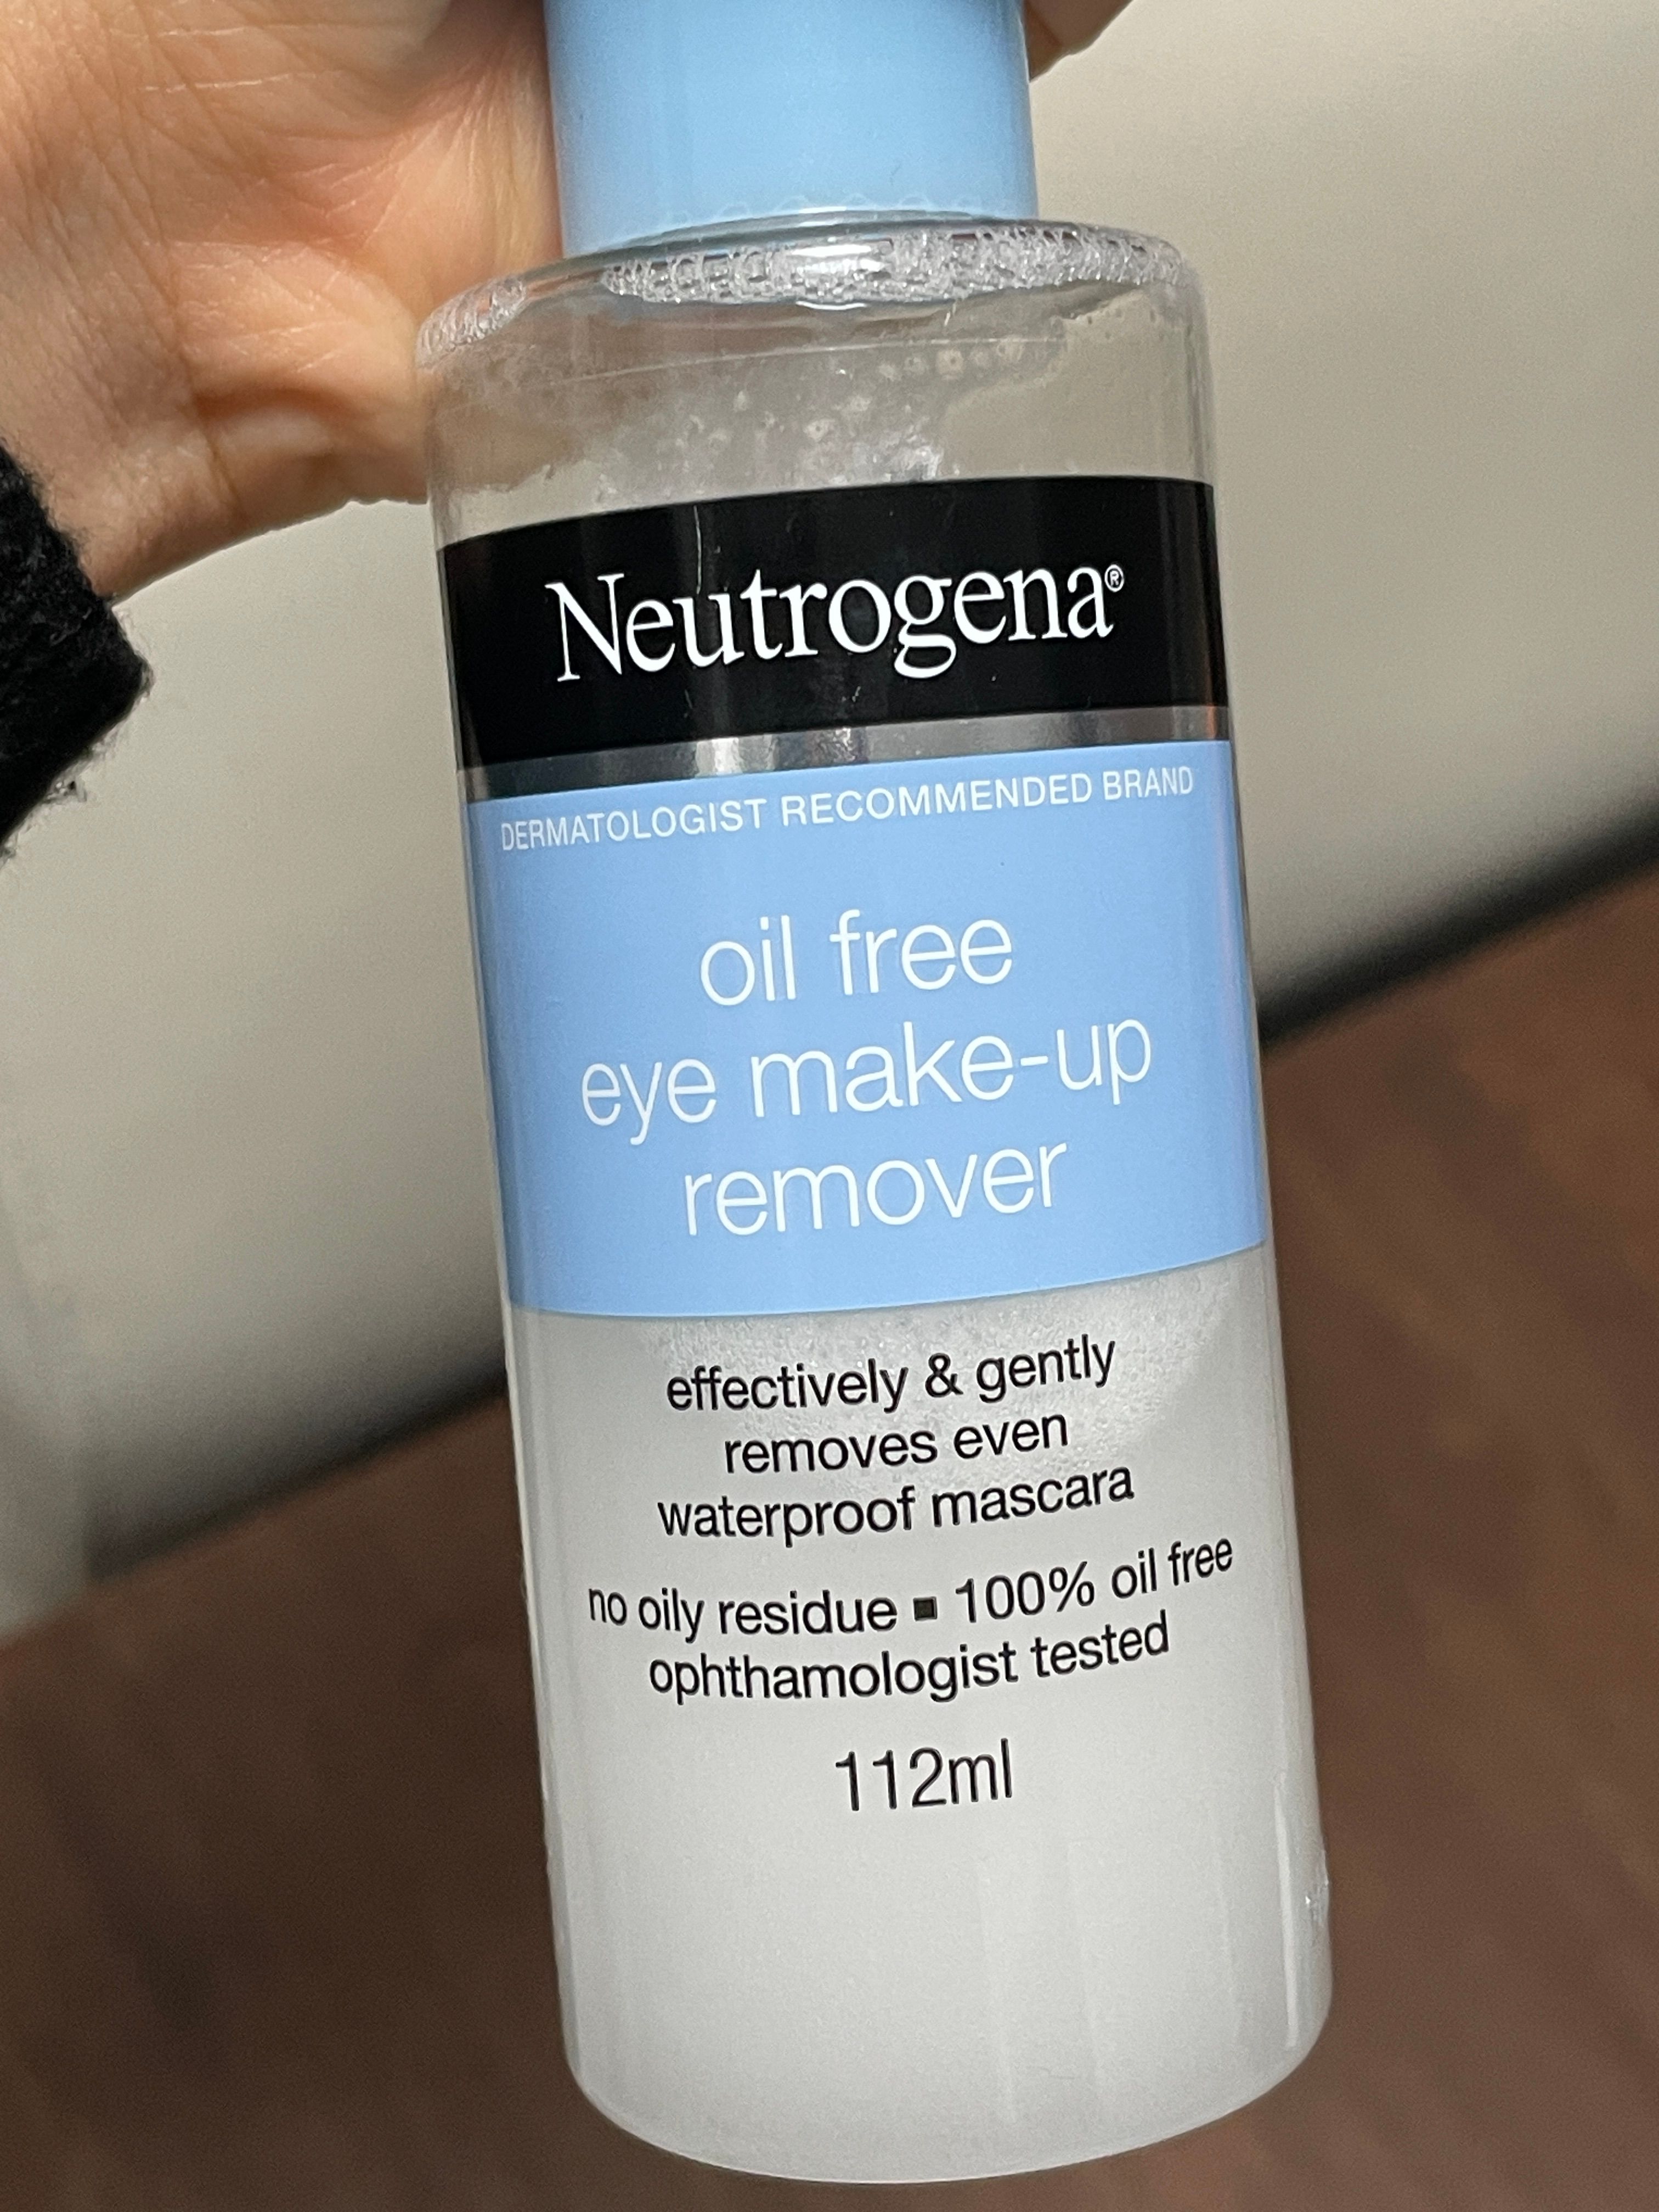 Neutrogena®
DERMATOLOGIST RECOMMENDED BRAND
oil free
eye make-up
remover
effectively & gently
removes even
waterproof mascara
no oily residue ▪ 100% oil free
ophthamologist tested
112ml